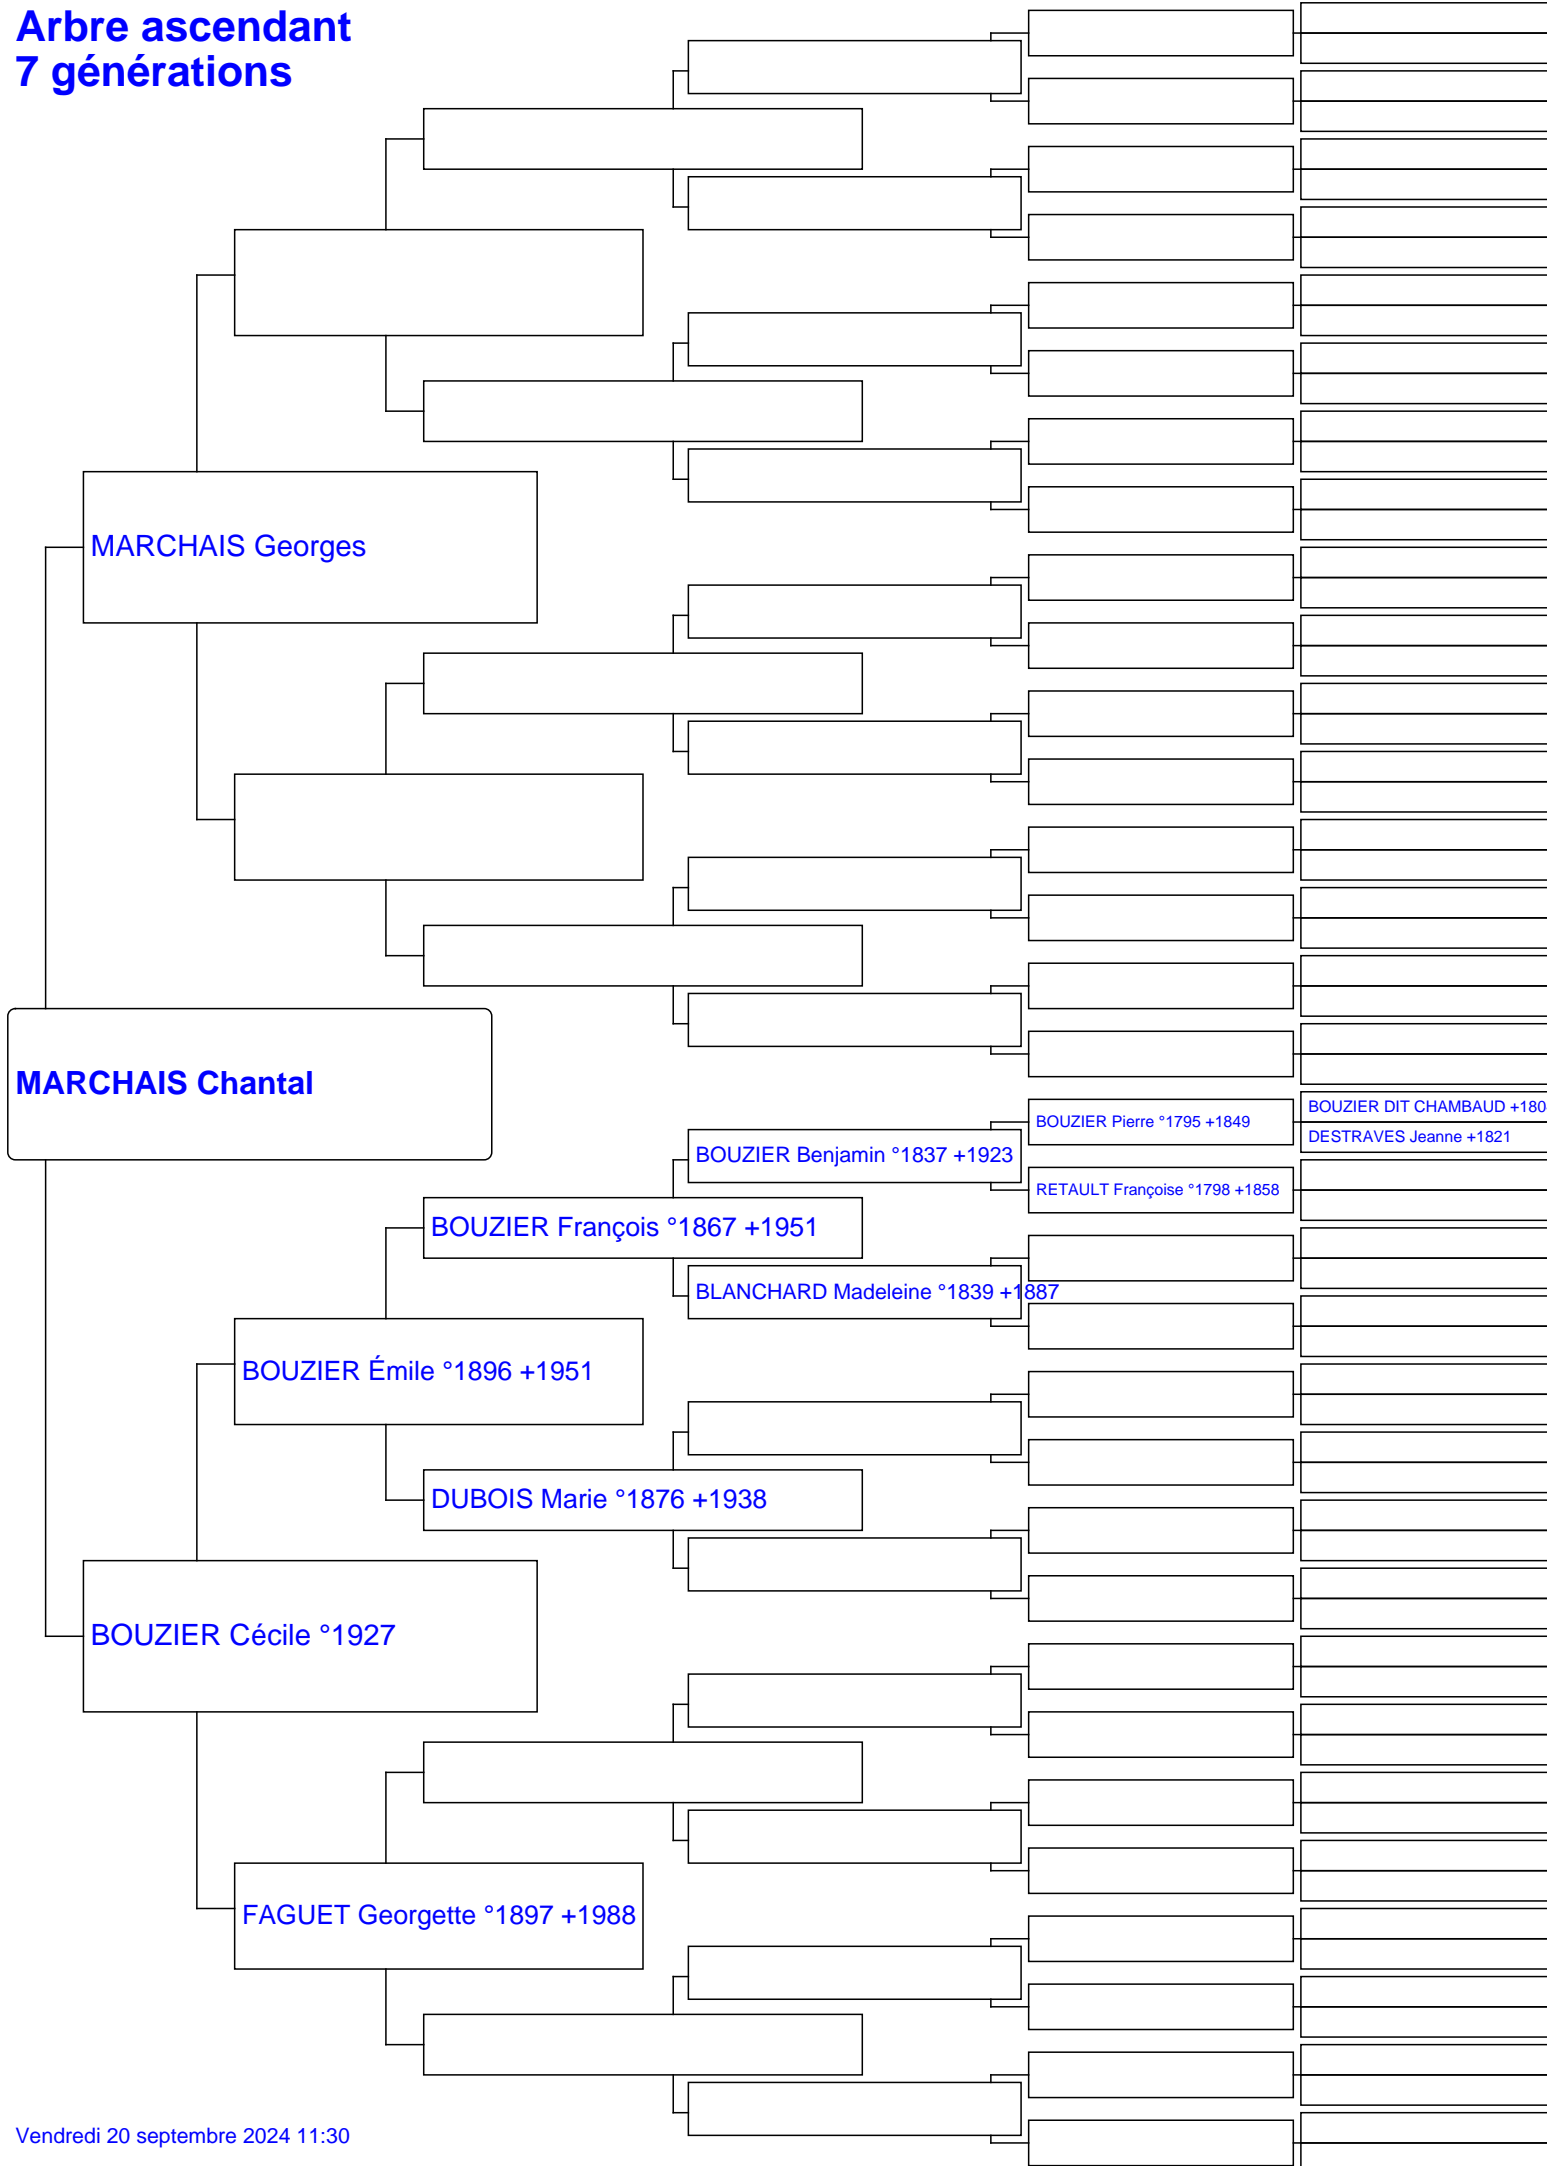 Arbre ascendant
7 générations
MARCHAIS Georges
MARCHAIS Chantal
BOUZIER DIT CHAMBAUD
BOUZIER Pierre °1795 +1849
DESTRAVES Jeanne +1821
BOUZIER Benjamin °1837 +1923
RETAULT Françoise °1798 +1858
BOUZIER François °1867 +1951
BLANCHARD Madeleine °1839 +1887
BOUZIER Émile °1896 +1951
DUBOIS Marie °1876 +1938
BOUZIER Cécile °1927
FAGUET Georgette °1897 +1988
Vendredi 20 septembre 2024 11:30